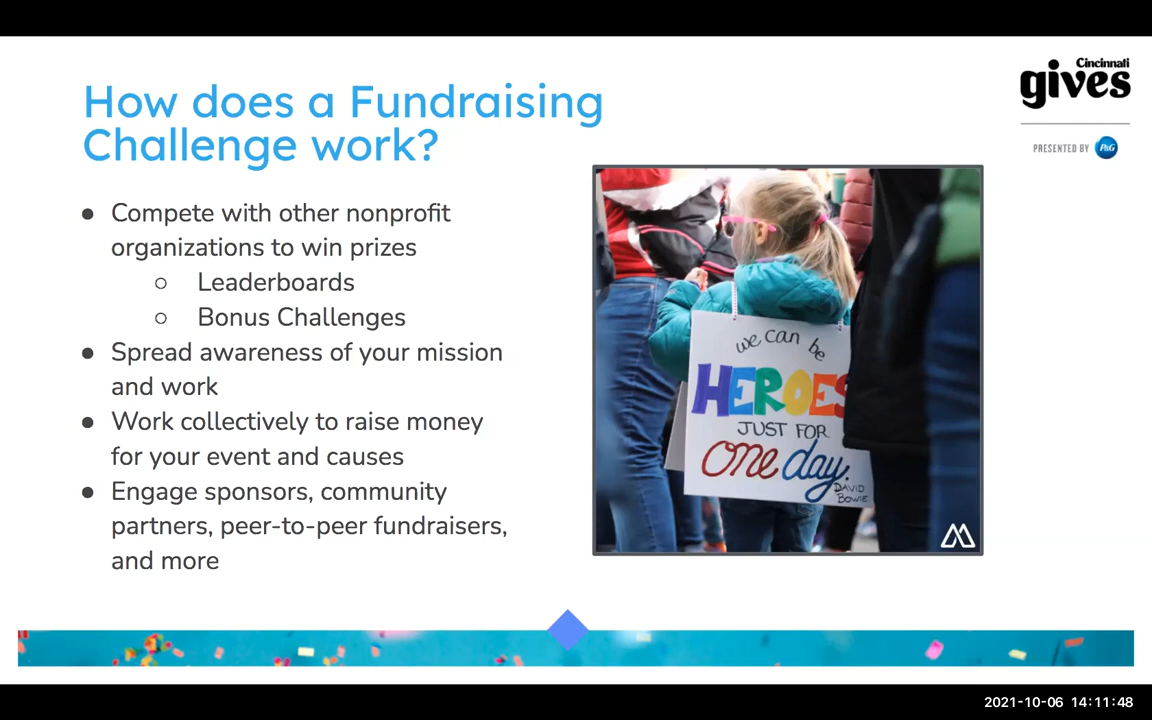 How does a Fundraising
Challenge work?
Cincinnati
gives
PRESENTED BY P&G
● Compete with other nonprofit
organizations to win prizes
○ Leaderboards
○ Bonus Challenges
● Spread awareness of your mission
and work
● Work collectively to raise money
for your event and causes
● Engage sponsors, community
partners, peer-to-peer fundraisers,
and more
we can be
HEROES
JUST FOR
one day.
DAVID
BOWIE
2021-10-06 14:11:48